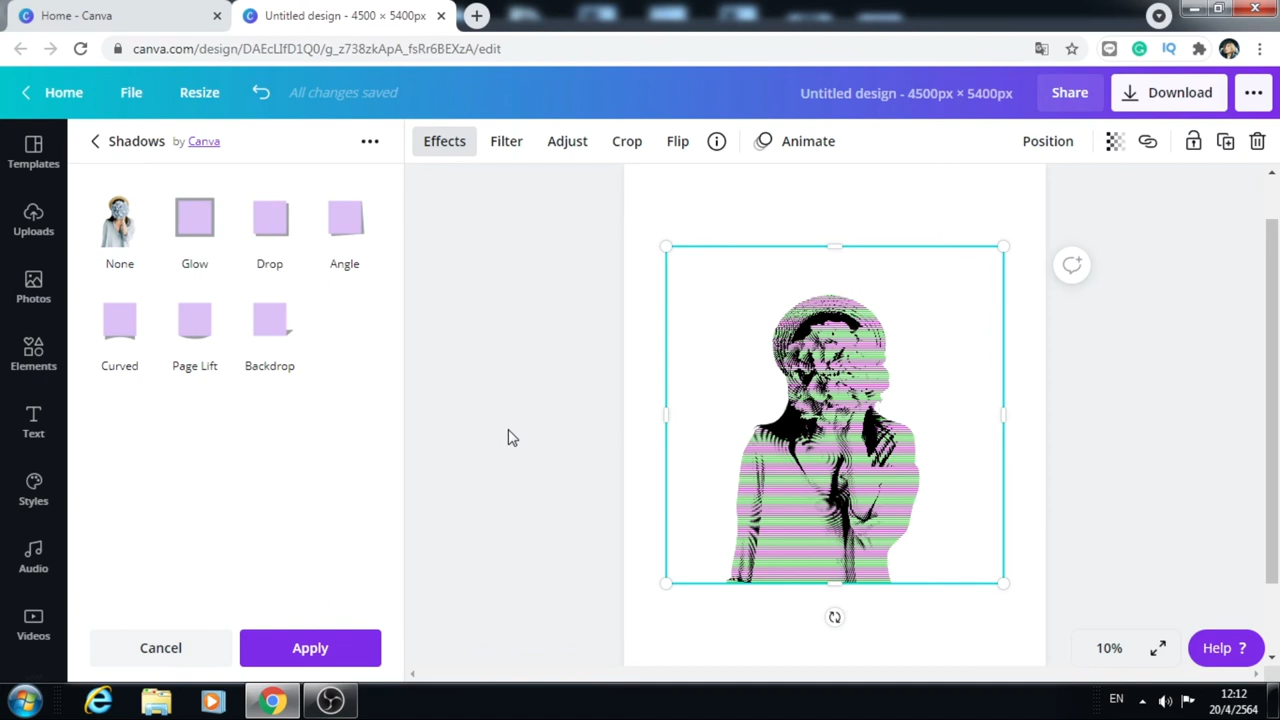 Home - Canva
Untitled design - 4500 × 5400px
canva.com/design/DAEcLIfD1Q0/g_z738zkApA_fsRr6BEXzA/edit
Home
File
Resize
All changes saved
Untitled design - 4500px × 5400px
Share
Download
Shadows by Canva
Effects
Filter
Adjust
Crop
Flip
Animate
Position
Templates
Uploads
Photos
Elements
Text
Styles
Audio
Videos
None
Glow
Drop
Angle
Curved
Page Lift
Backdrop
Cancel
Apply
10%
Help ?
EN
12:12
20/4/2564